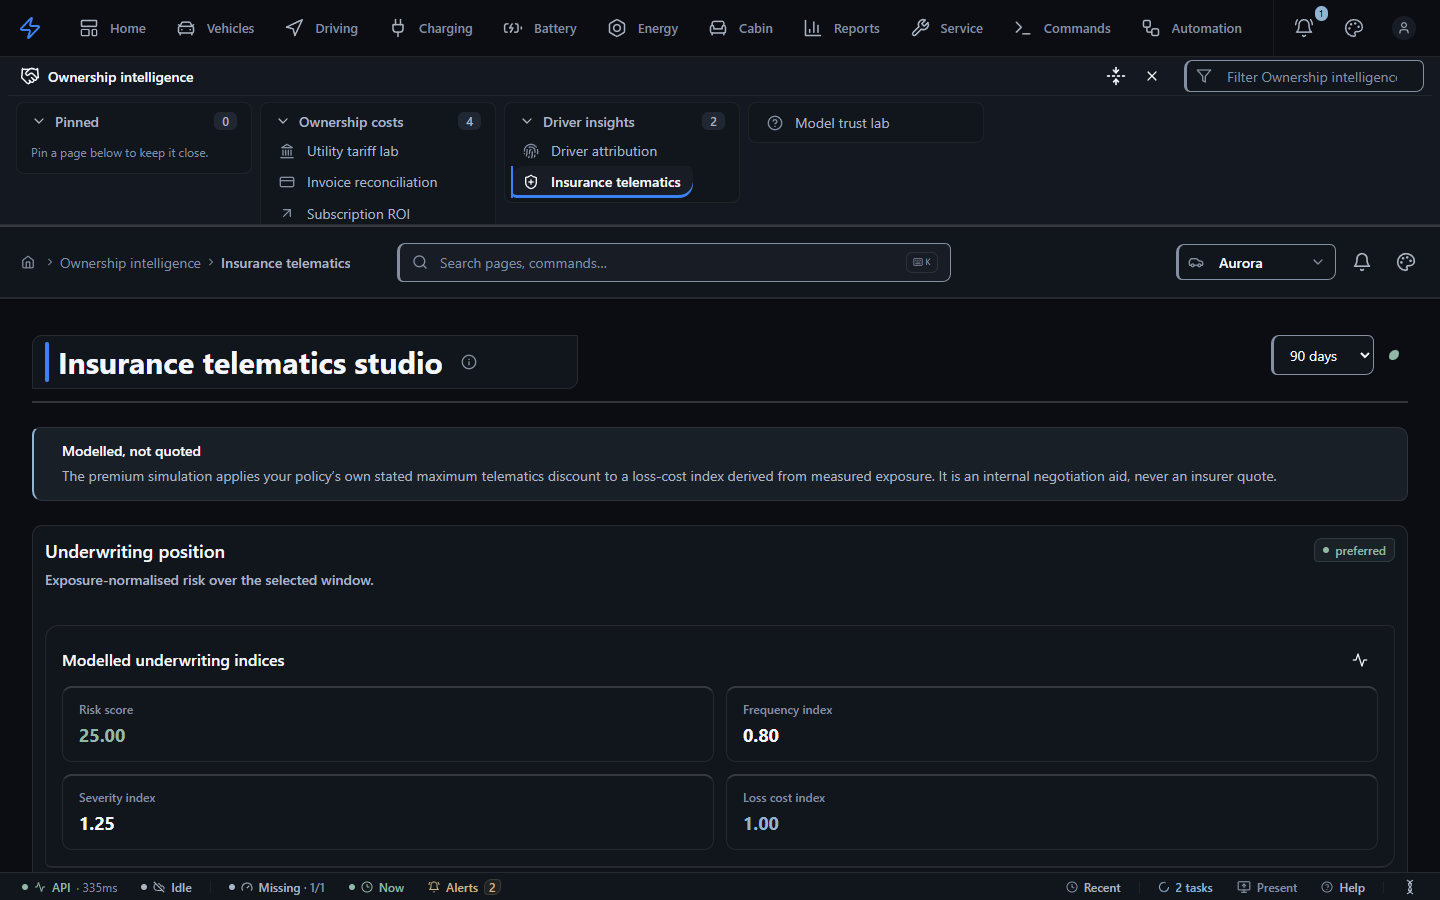 Home
Vehicles
Driving
Charging
Battery
Energy
Cabin
Reports
Service
Commands
Automation
1
Ownership intelligence
Filter Ownership intelligence
Pinned 0
Pin a page below to keep it close.
Ownership costs 4
Utility tariff lab
Invoice reconciliation
Subscription ROI
Driver insights 2
Driver attribution
Insurance telematics
Model trust lab
Ownership intelligence
Insurance telematics
Search pages, commands...
K
Aurora
Insurance telematics studio
90 days
Modelled, not quoted
The premium simulation applies your policy’s own stated maximum telematics discount to a loss-cost index derived from measured exposure. It is an internal negotiation aid, never an insurer quote.
Underwriting position
preferred
Exposure-normalised risk over the selected window.
Modelled underwriting indices
Risk score
25.00
Frequency index
0.80
Severity index
1.25
Loss cost index
1.00
API · 335ms
Idle
Missing · 1/1
Now
Alerts 2
Recent
2 tasks
Present
Help